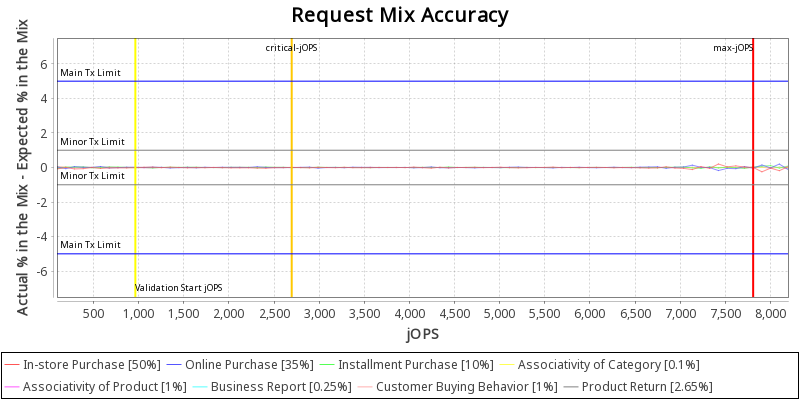 Request Mix Accuracy
Actual % in the Mix - Expected % in the Mix
critical-jOPS
max-jOPS
6
Main Tx Limit
4
2
Minor Tx Limit
0
Minor Tx Limit
-2
-4
Main Tx Limit
-6
Validation Start jOPS
500 1,000 1,500 2,000 2,500 3,000 3,500 4,000 4,500 5,000 5,500 6,000 6,500 7,000 7,500 8,000
jOPS
In-store Purchase [50%] Online Purchase [35%] Installment Purchase [10%] Associativity of Category [0.1%]
Associativity of Product [1%] Business Report [0.25%] Customer Buying Behavior [1%] Product Return [2.65%]